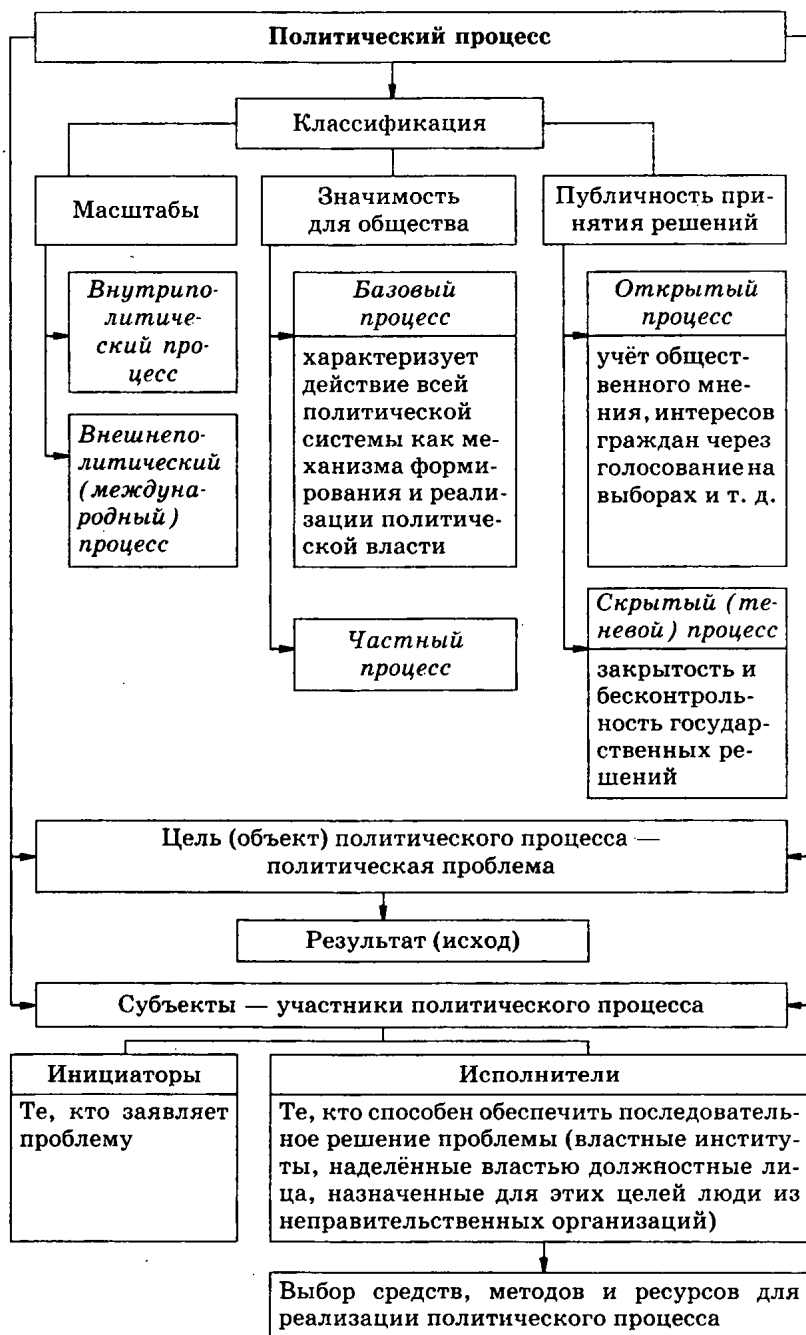 Политический процесс
Классификация
Масштабы
Внутрипо-
литиче-
ский про-
цесс
Внешнепо-
литический
(междуна-
родный)
процесс
Значимость
для общества
Базовый
процесс
характеризует
действие всей
политической
системы как ме-
ханизма форми-
рования и реали-
зации политиче-
ской власти
Частный
процесс
Публичность при-
нятия решений
Открытый
процесс
учёт общест-
венного мне-
ния, интересов
граждан через
голосование на
выборах и т. д.
Скрытый (те-
невой) процесс
закрытость и
бесконтроль-
ность государ-
ственных ре-
шений
Цель (объект) политического процесса —
политическая проблема
Результат (исход)
Субъекты — участники политического процесса
Инициаторы
Те, кто заявляет
проблему
Исполнители
Те, кто способен обеспечить последователь-
ное решение проблемы (властные институ-
ты, наделённые властью должностные ли-
ца, назначенные для этих целей люди из
неправительственных организаций)
Выбор средств, методов и ресурсов для
реализации политического процесса